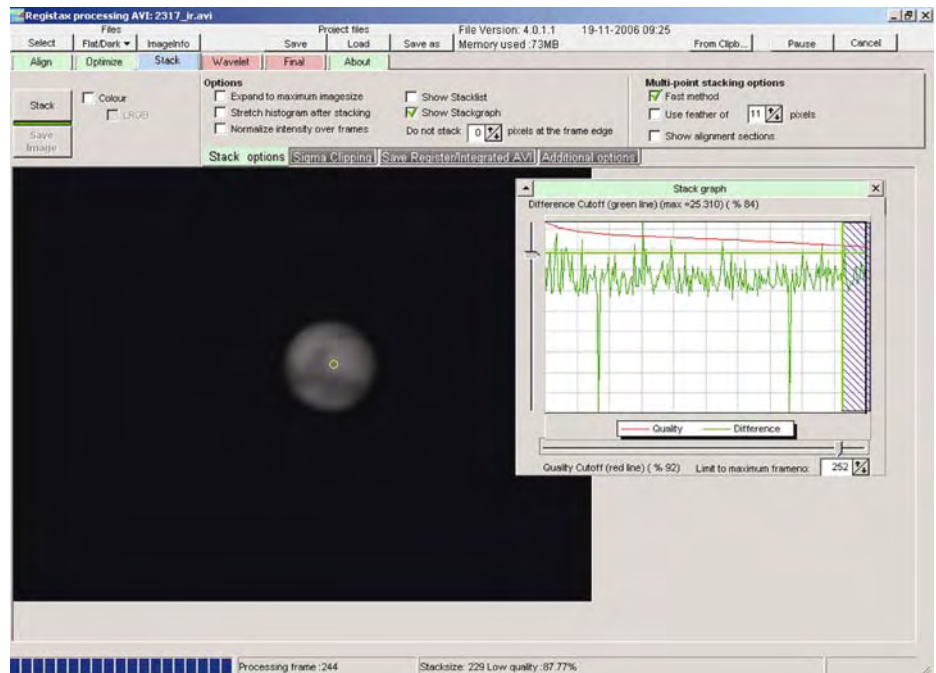 Registax processing AVI: 2317_ir.avi
Files Project files File Version: 4.0.1.1 19-11-2006 09:25
Select Flat/Dark ImageInfo Save Load Save as Memory used :73MB From Clipb... Pause Cancel
Align Optimize Stack Wavelet Final About
Options Multi-point stacking options
Stack Colour Expand to maximum imagesize Show Stacklist Fast method
LRGB Stretch histogram after stacking Show Stackgraph Use feather of 11 pixels
Save Image Normalize intensity over frames Do not stack 0 pixels at the frame edge Show alignment sections
Stack options Sigma Clipping Save Register/Integrated AVI Additional options
Stack graph X
Difference Cutoff (green line) (max =25.310) ( % 84)
Quality Difference
Quality Cutoff (red line) ( % 92) Limit to maximum frameno: 252
Processing frame :244 Stacksize: 229 Low quality :87.77%